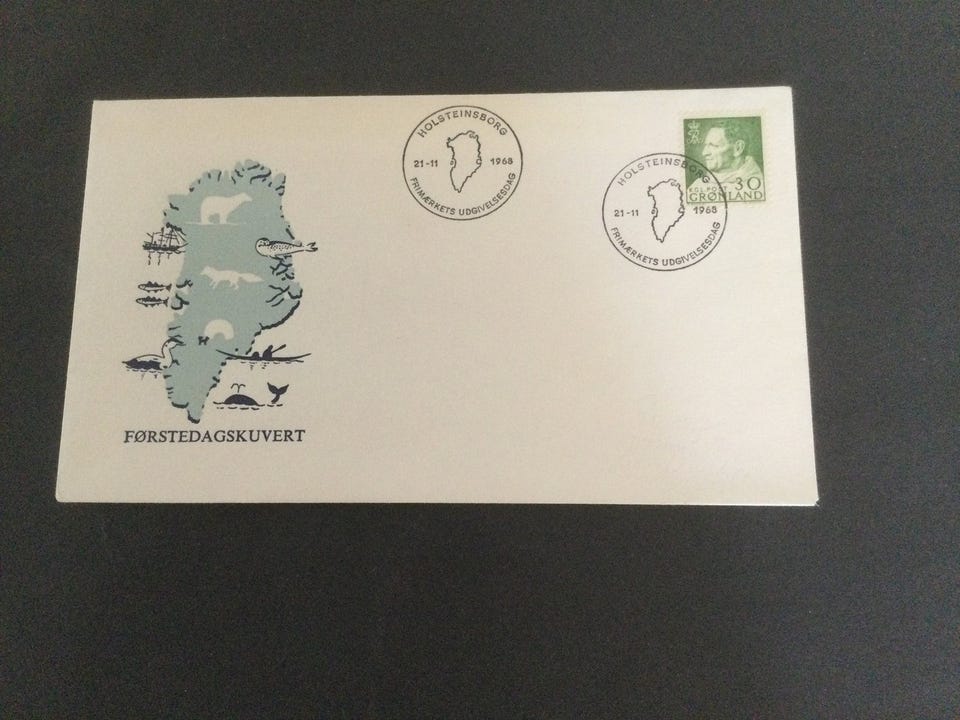 HOLSTEINSBORG
21-11 1968
FRIMÆRKETS UDGIVELSESDAG
HOLSTEINSBORG
21-11 1968
FRIMÆRKETS UDGIVELSESDAG
KGL POST 30
GRØNLAND
FØRSTEDAGSKUVERT